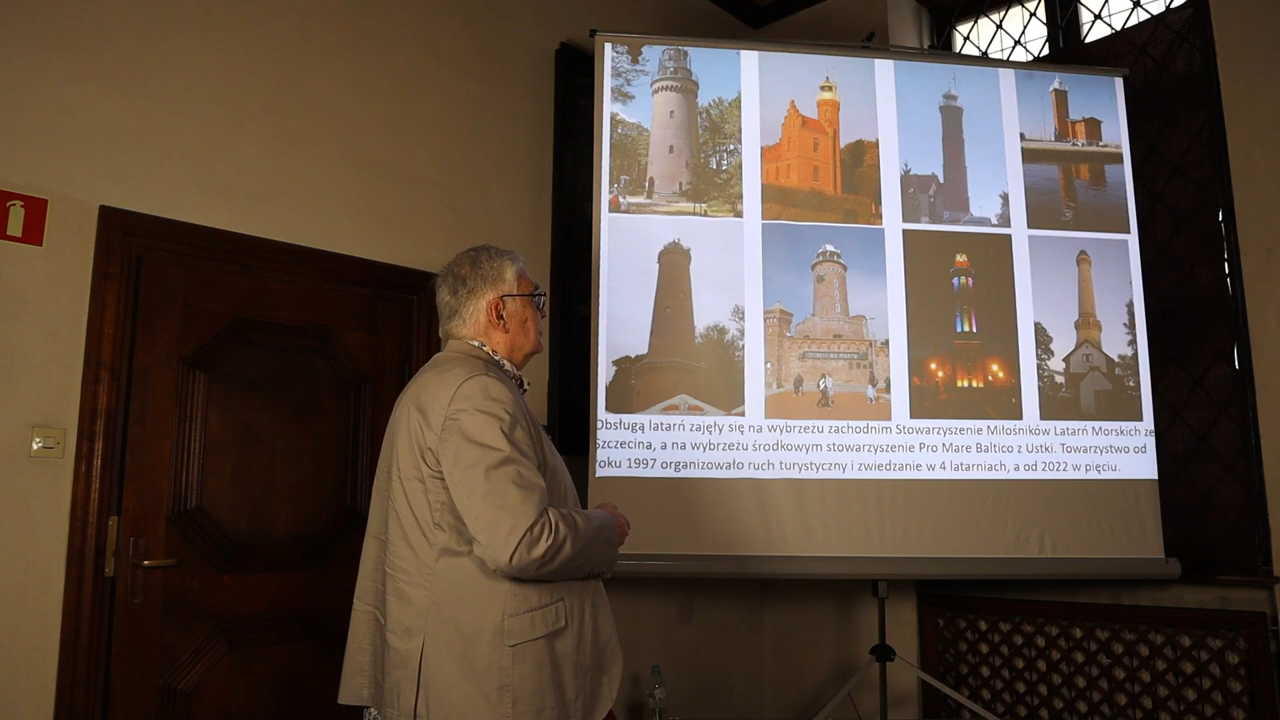 Obsługą latarń zajęły się na wybrzeżu zachodnim Stowarzyszenie Miłośników Latarń Morskich ze
Szczecina, a na wybrzeżu środkowym stowarzyszenie Pro Mare Baltico z Ustki. Towarzystwo od
roku 1997 organizowało ruch turystyczny i zwiedzanie w 4 latarniach, a od 2022 w pięciu.